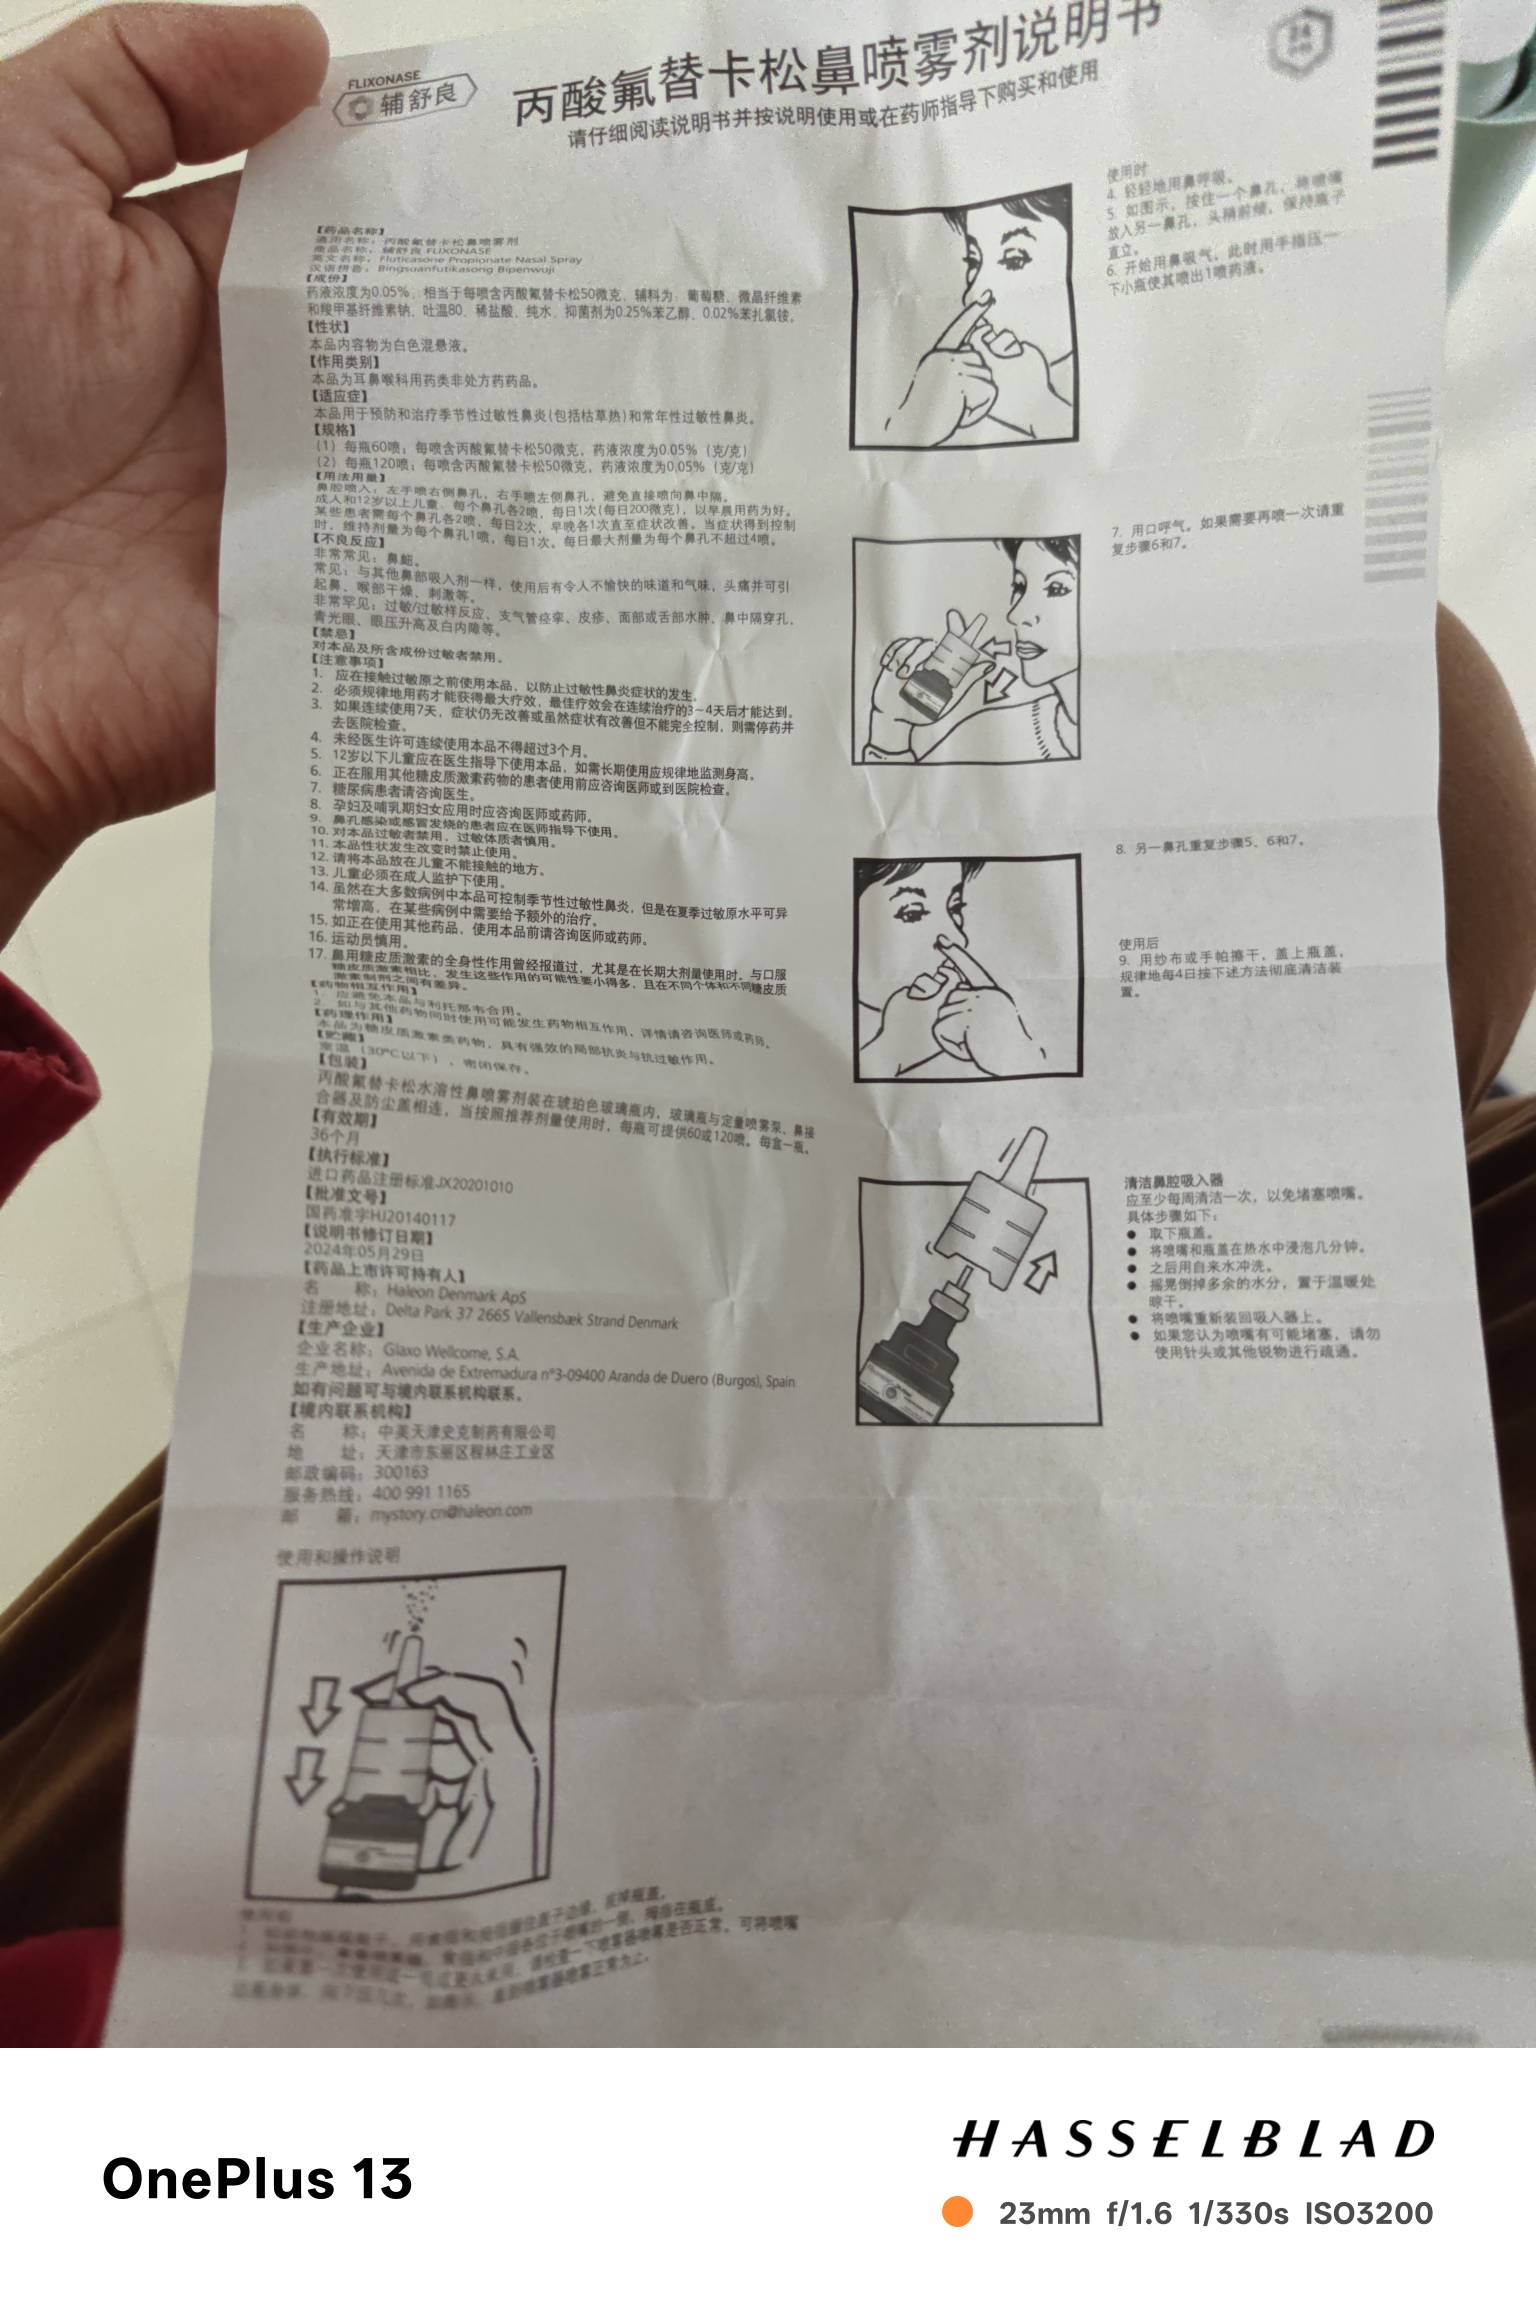 FLIXONASE
辅舒良
丙酸氟替卡松鼻喷雾剂说明书
请仔细阅读说明书并按说明使用或在药师指导下购买和使用
【药品名称】
通用名称：丙酸氟替卡松鼻喷雾剂
商品名称：辅舒良 FLIXONASE
英文名称：Fluticasone Propionate Nasal Spray
汉语拼音：Bingsuanfutikasong Bipenwuji
【成份】
药液浓度为0.05%，相当于每喷含丙酸氟替卡松50微克，辅料为：葡萄糖、微晶纤维素
和羧甲基纤维素钠、吐温80、稀盐酸、纯水、抑菌剂为0.25%苯乙醇、0.02%苯扎氯铵。
【性状】
本品内容物为白色混悬液。
【作用类别】
本品为耳鼻喉科用药类非处方药药品。
【适应症】
本品用于预防和治疗季节性过敏性鼻炎(包括枯草热)和常年性过敏性鼻炎。
【规格】
(1) 每瓶60喷；每喷含丙酸氟替卡松50微克，药液浓度为0.05%（克/克）
(2) 每瓶120喷；每喷含丙酸氟替卡松50微克，药液浓度为0.05%（克/克）
【用法用量】
鼻腔喷入；左手喷右侧鼻孔，右手喷左侧鼻孔，避免直接喷向鼻中隔。
成人和12岁以上儿童：每个鼻孔各2喷，每日1次(每日200微克)，以早晨用药为好。
某些患者需每个鼻孔各2喷，每日2次，早晚各1次直至症状改善。当症状得到控制
时，维持剂量为每个鼻孔1喷，每日1次。每日最大剂量为每个鼻孔不超过4喷。
【不良反应】
非常常见：鼻衄。
常见：与其他鼻部吸入剂一样，使用后有令人不愉快的味道和气味，头痛并可引
起鼻、喉部干燥、刺激等。
非常罕见：过敏/过敏样反应、支气管痉挛、皮疹、面部或舌部水肿、鼻中隔穿孔、
青光眼、眼压升高及白内障等。
【禁忌】
对本品及所含成份过敏者禁用。
【注意事项】
1. 应在接触过敏原之前使用本品，以防止过敏性鼻炎症状的发生。
2. 必须规律地用药才能获得最大疗效，最佳疗效会在连续治疗的3-4天后才能达到。
3. 如果连续使用7天，症状仍无改善或虽然症状有改善但不能完全控制，则需停药并
去医院检查。
4. 未经医生许可连续使用本品不得超过3个月。
5. 12岁以下儿童应在医生指导下使用本品，如需长期使用应规律地监测身高。
6. 正在服用其他糖皮质激素药物的患者使用前应咨询医师或到医院检查。
7. 糖尿病患者请咨询医生。
8. 孕妇及哺乳期妇女应用时应咨询医师或药师。
9. 鼻孔感染或感冒发烧的患者应在医师指导下使用。
10. 对本品过敏者禁用，过敏体质者慎用。
11. 本品性状发生改变时禁止使用。
12. 请将本品放在儿童不能接触的地方。
13. 儿童必须在成人监护下使用。
14. 虽然在大多数病例中本品可控制季节性过敏性鼻炎，但是在夏季过敏原水平可异
常增高，在某些病例中需要给予额外的治疗。
15. 如正在使用其他药品，使用本品前请咨询医师或药师。
16. 运动员慎用。
17. 鼻用糖皮质激素的全身性作用曾经报道过，尤其是在长期大剂量使用时。与口服
糖皮质激素相比，发生这些作用的可能性要小得多，且在不同个体和不同糖皮质
激素制剂之间有差异。
【药物相互作用】
1. 应避免本品与利托那韦合用。
2. 如与其他药物同时使用可能发生药物相互作用，详情请咨询医师或药师。
【药理作用】
本品为糖皮质激素类药物，具有强效的局部抗炎与抗过敏作用。
【贮藏】
室温（30°C以下），密闭保存。
【包装】
丙酸氟替卡松水溶性鼻喷雾剂装在琥珀色玻璃瓶内，玻璃瓶与定量喷雾泵、鼻接
合器及防尘盖相连，当按照推荐剂量使用时，每瓶可提供60或120喷。每盒一瓶。
【有效期】
36个月
【执行标准】
进口药品注册标准JX20201010
【批准文号】
国药准字HJ20140117
【说明书修订日期】
2024年05月29日
【药品上市许可持有人】
名 称：Haleon Denmark ApS
注册地址：Delta Park 37 2665 Vallensbæk Strand Denmark
【生产企业】
企业名称：Glaxo Wellcome, S.A.
生产地址：Avenida de Extremadura nº3-09400 Aranda de Duero (Burgos), Spain
如有问题可与境内联系机构联系。
【境内联系机构】
名 称：中美天津史克制药有限公司
地 址：天津市东丽区程林庄工业区
邮政编码：300163
服务热线：400 991 1165
邮 箱：mystory.cn@haleon.com
使用和操作说明
使用前
直到喷雾器喷雾正常为止。
使用时
4. 轻轻地用鼻呼吸。
5. 如图示，按住一个鼻孔，将喷嘴
放入另一鼻孔，头稍前倾，保持瓶子
直立。
6. 开始用鼻吸气，此时用手指压一
下小瓶使其喷出1喷药液。
7. 用口呼气。如果需要再喷一次请重
复步骤6和7。
8. 另一鼻孔重复步骤5、6和7。
使用后
9. 用纱布或手帕擦干，盖上瓶盖，
规律地每4日按下述方法彻底清洁装
置。
清洁鼻腔吸入器
应至少每周清洁一次，以免堵塞喷嘴。
具体步骤如下：
● 取下瓶盖。
● 将喷嘴和瓶盖在热水中浸泡几分钟。
● 之后用自来水冲洗。
● 摇晃倒掉多余的水分，置于温暖处
晾干。
● 将喷嘴重新装回吸入器上。
● 如果您认为喷嘴有可能堵塞，请勿
使用针头或其他锐物进行疏通。
OnePlus 13
HASSELBLAD
23mm f/1.6 1/330s ISO3200